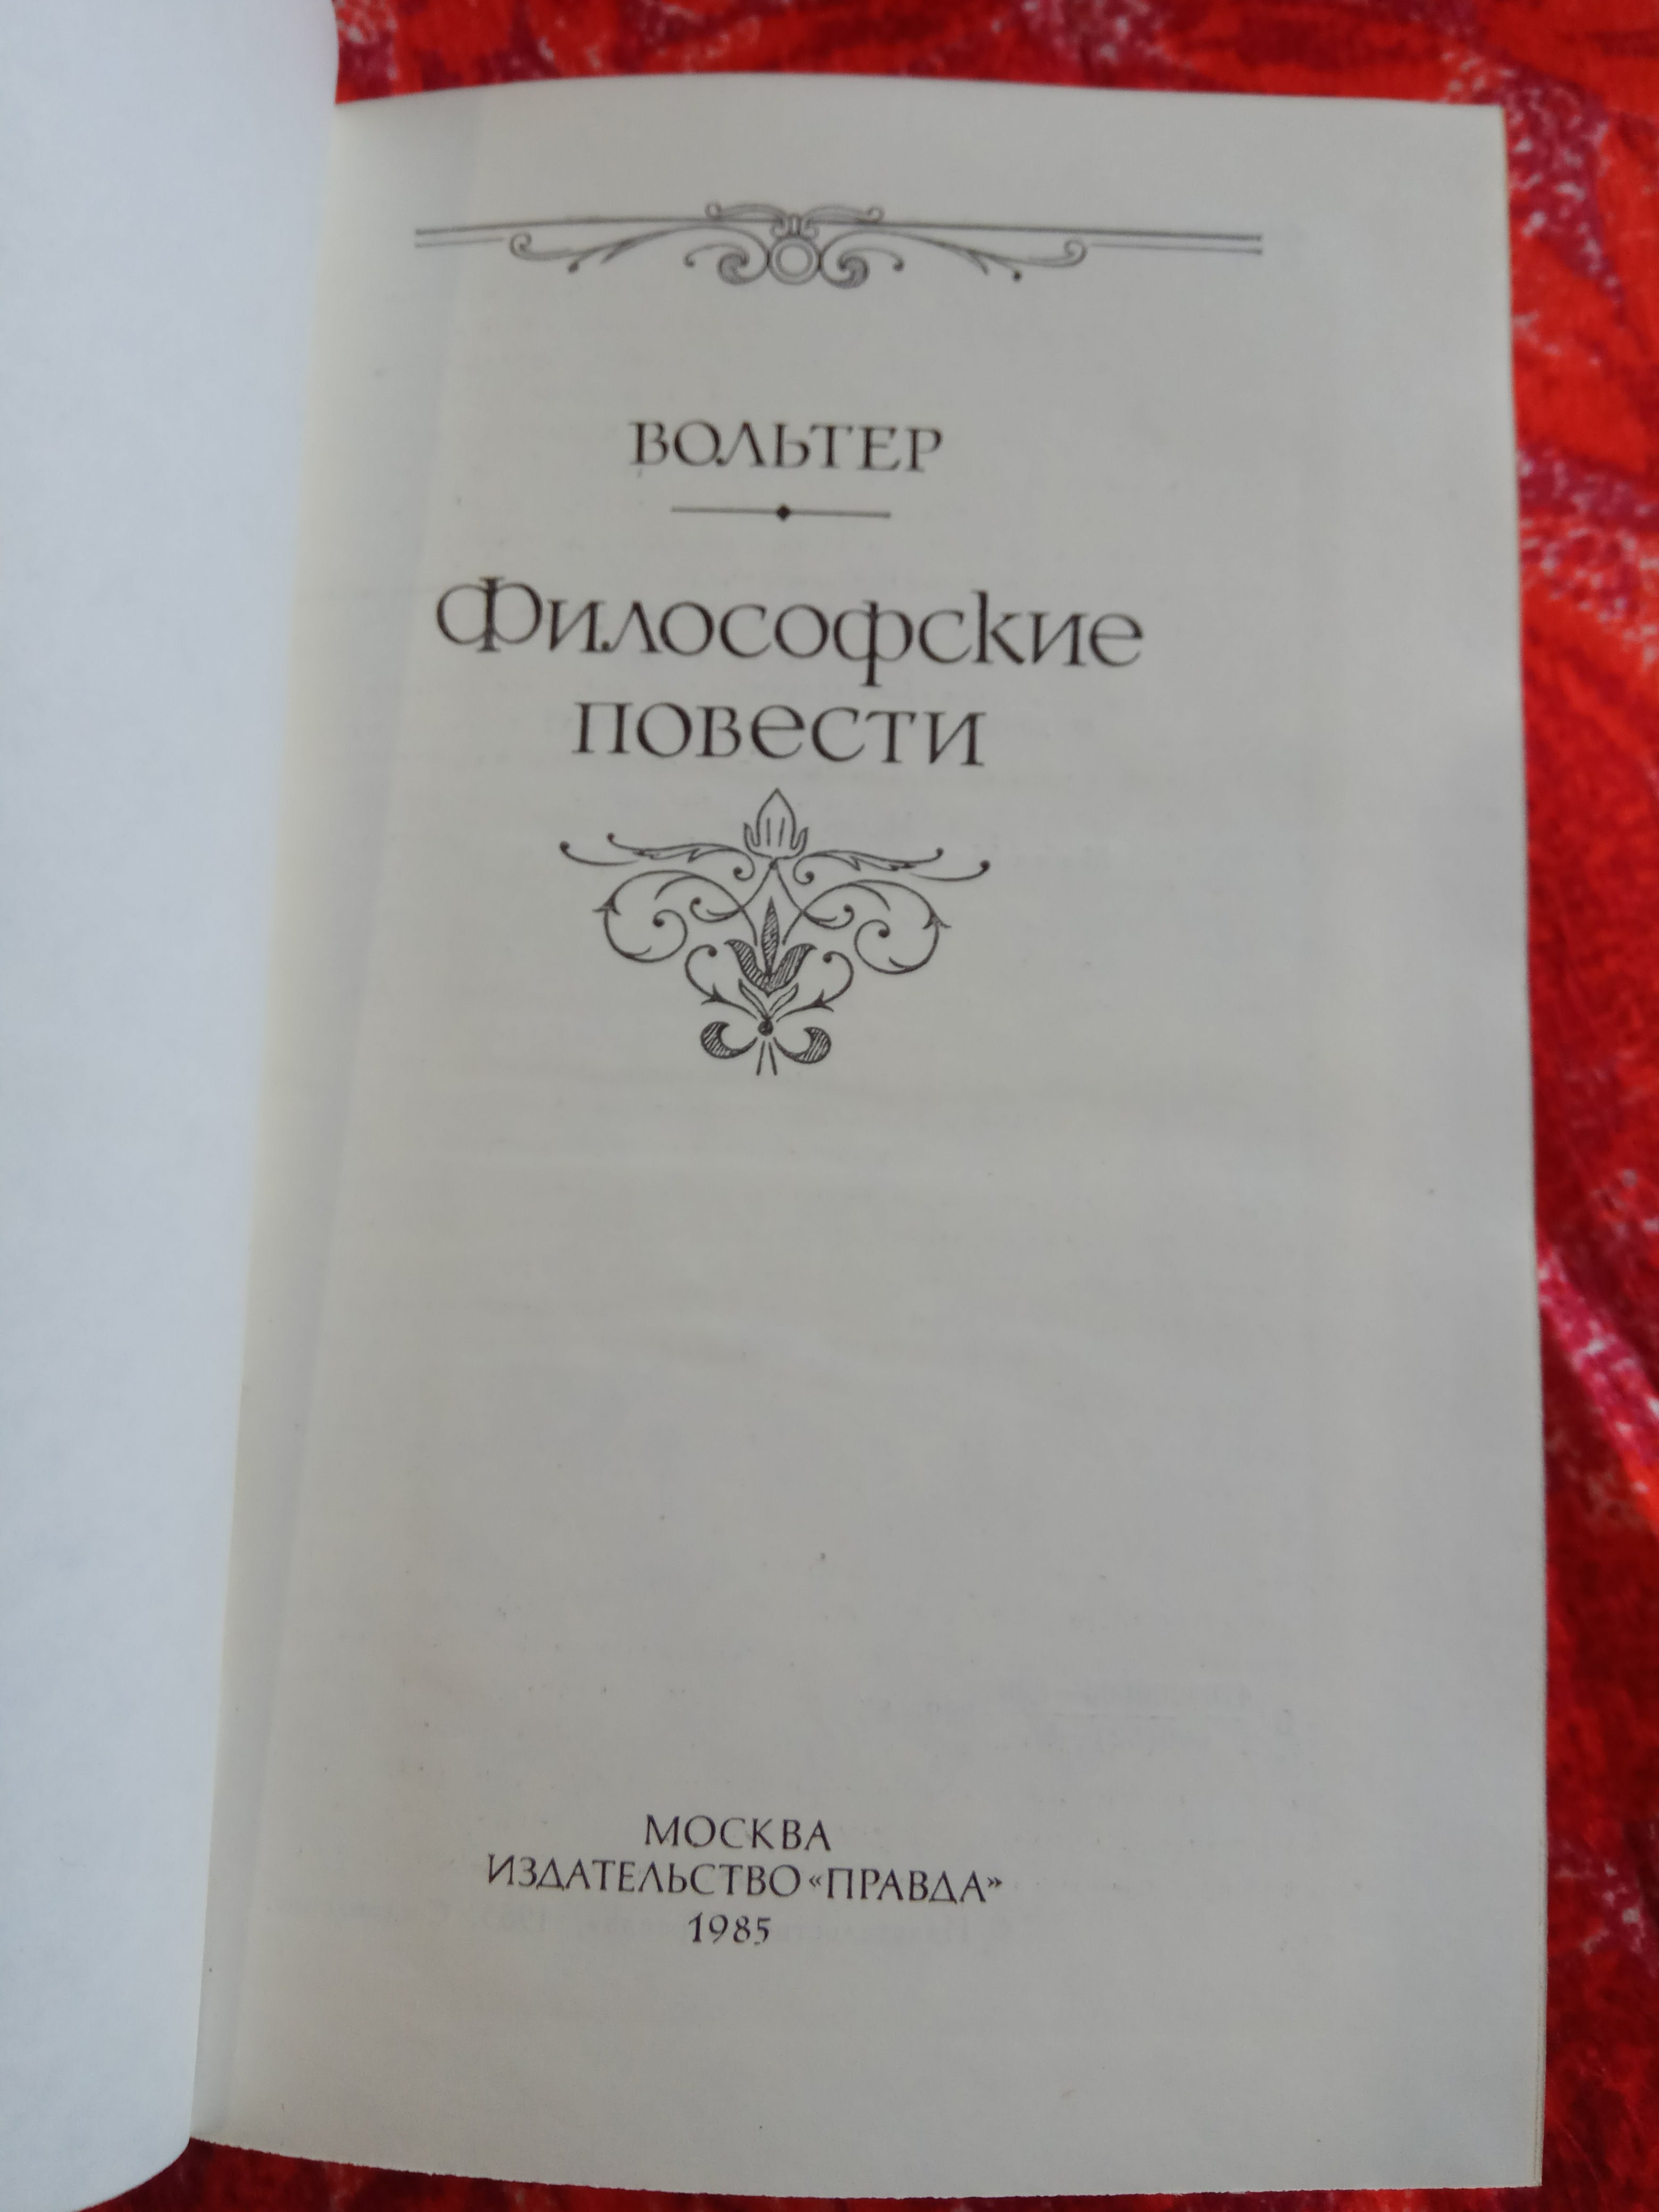 ВОЛЬТЕР
Философские
повести
МОСКВА
ИЗДАТЕЛЬСТВО «ПРАВДА»
1985